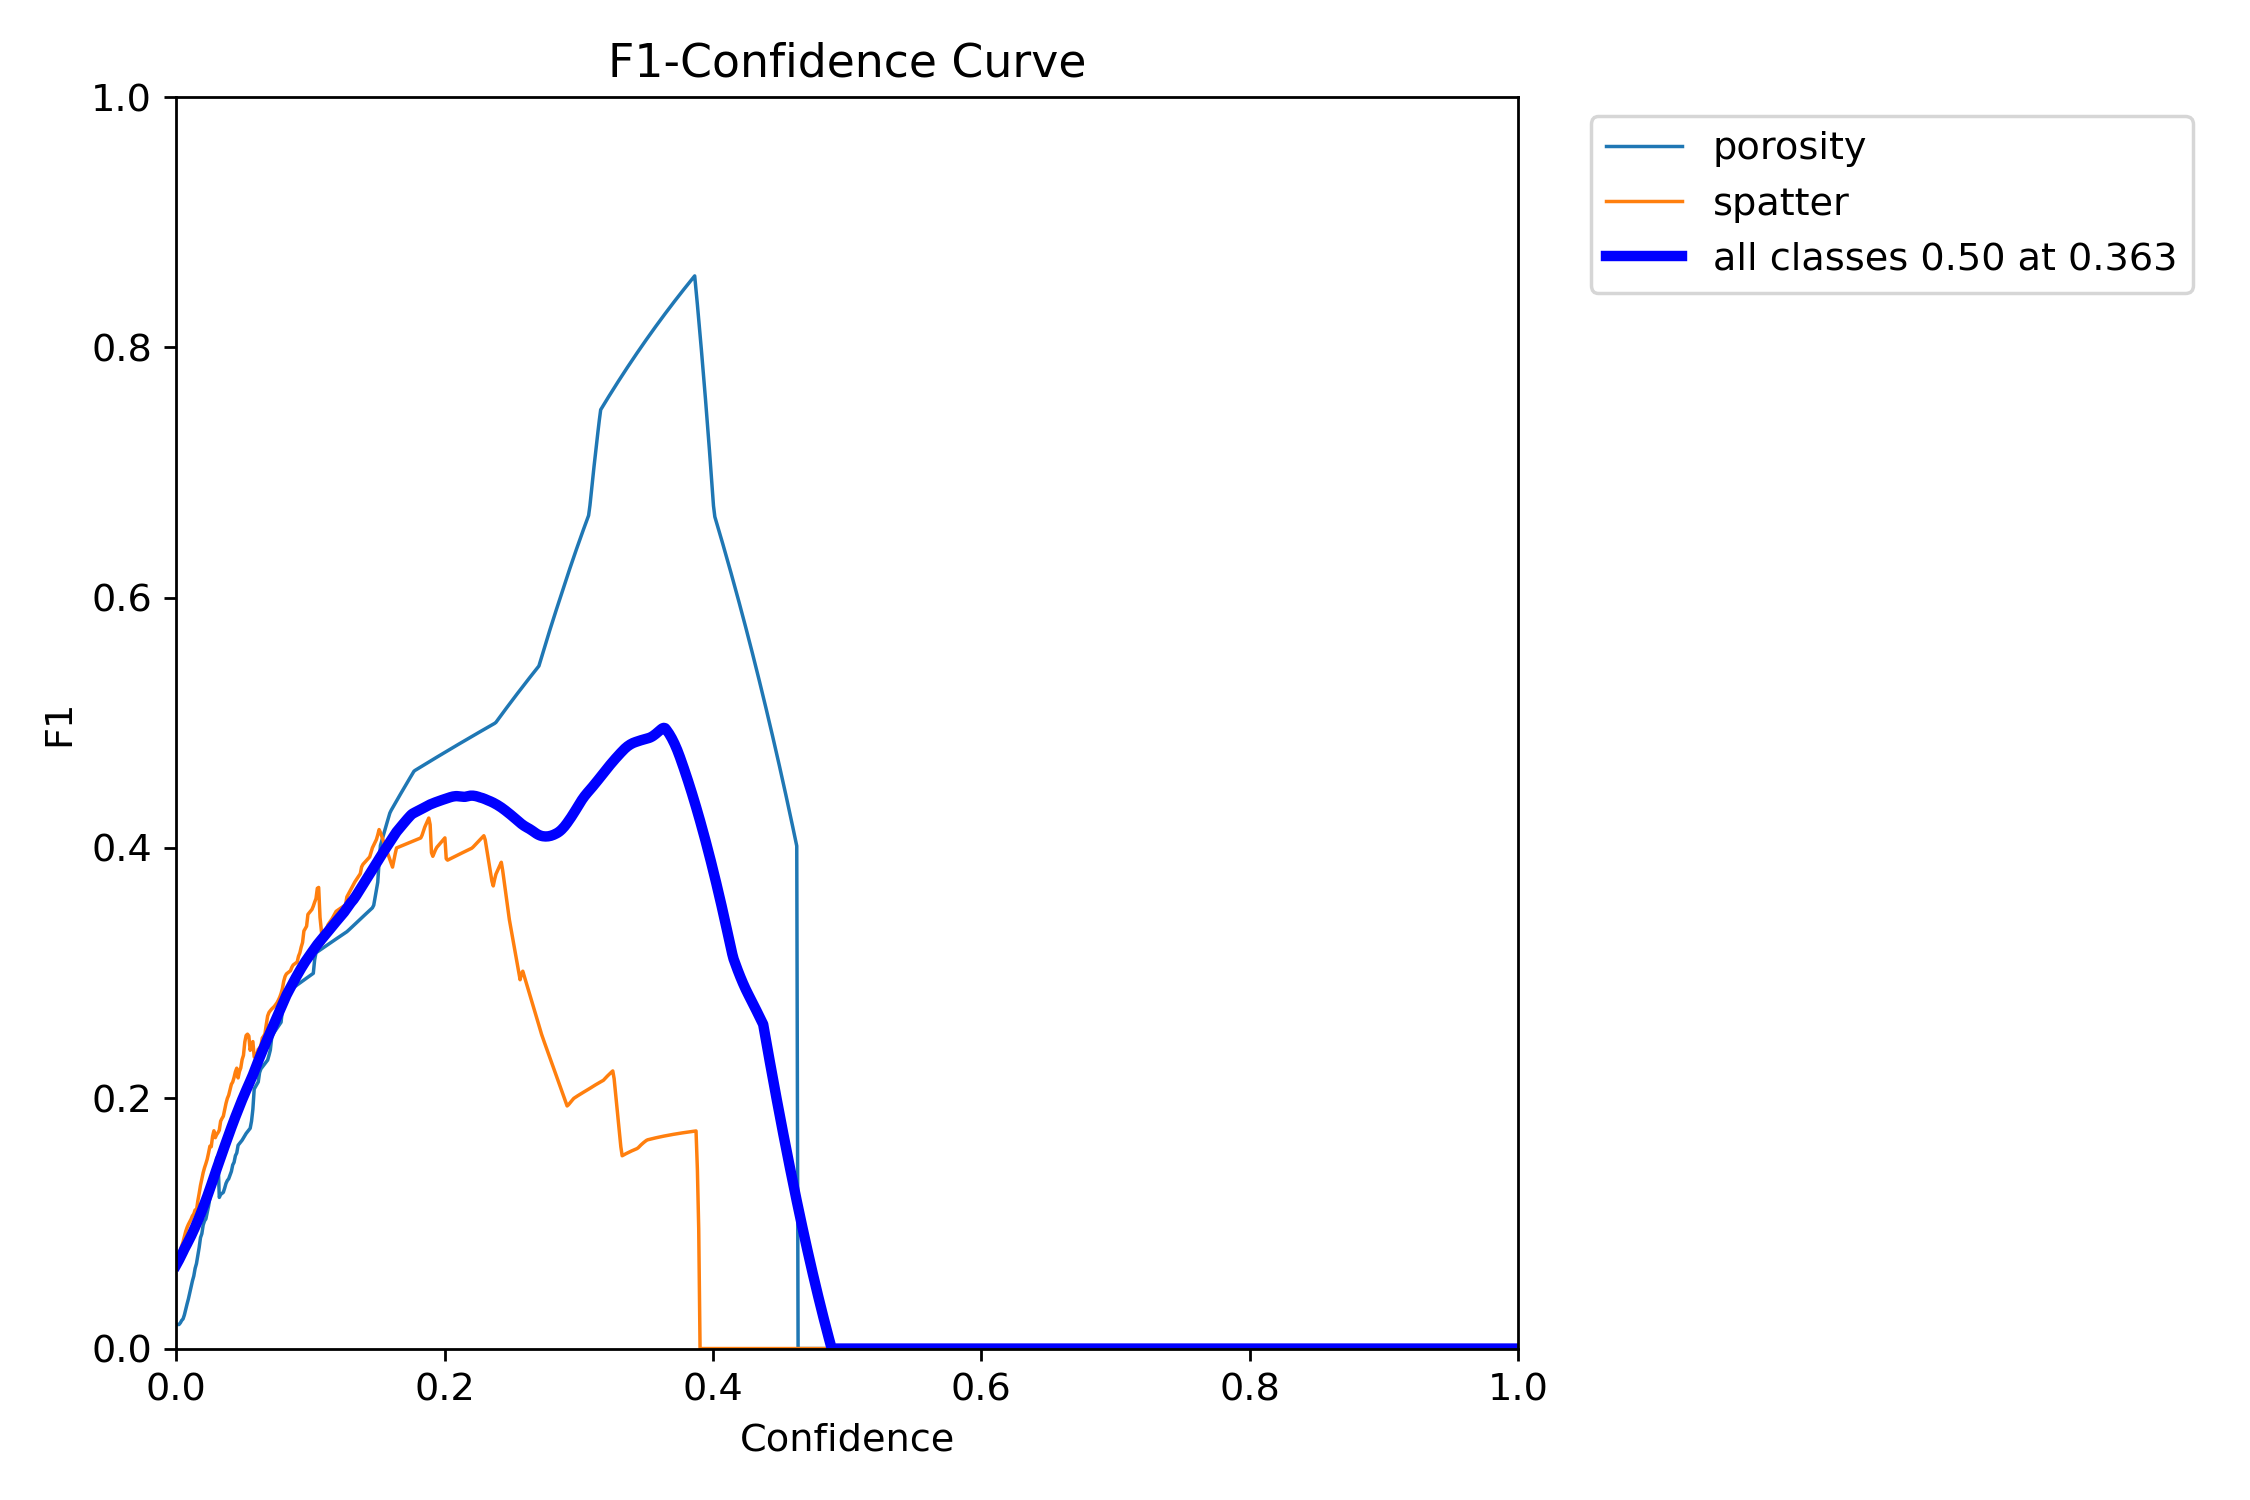 F1-Confidence Curve
1.0
0.8
0.6
0.4
0.2
0.0
F1
0.0 0.2 0.4 0.6 0.8 1.0
Confidence
porosity
spatter
all classes 0.50 at 0.363